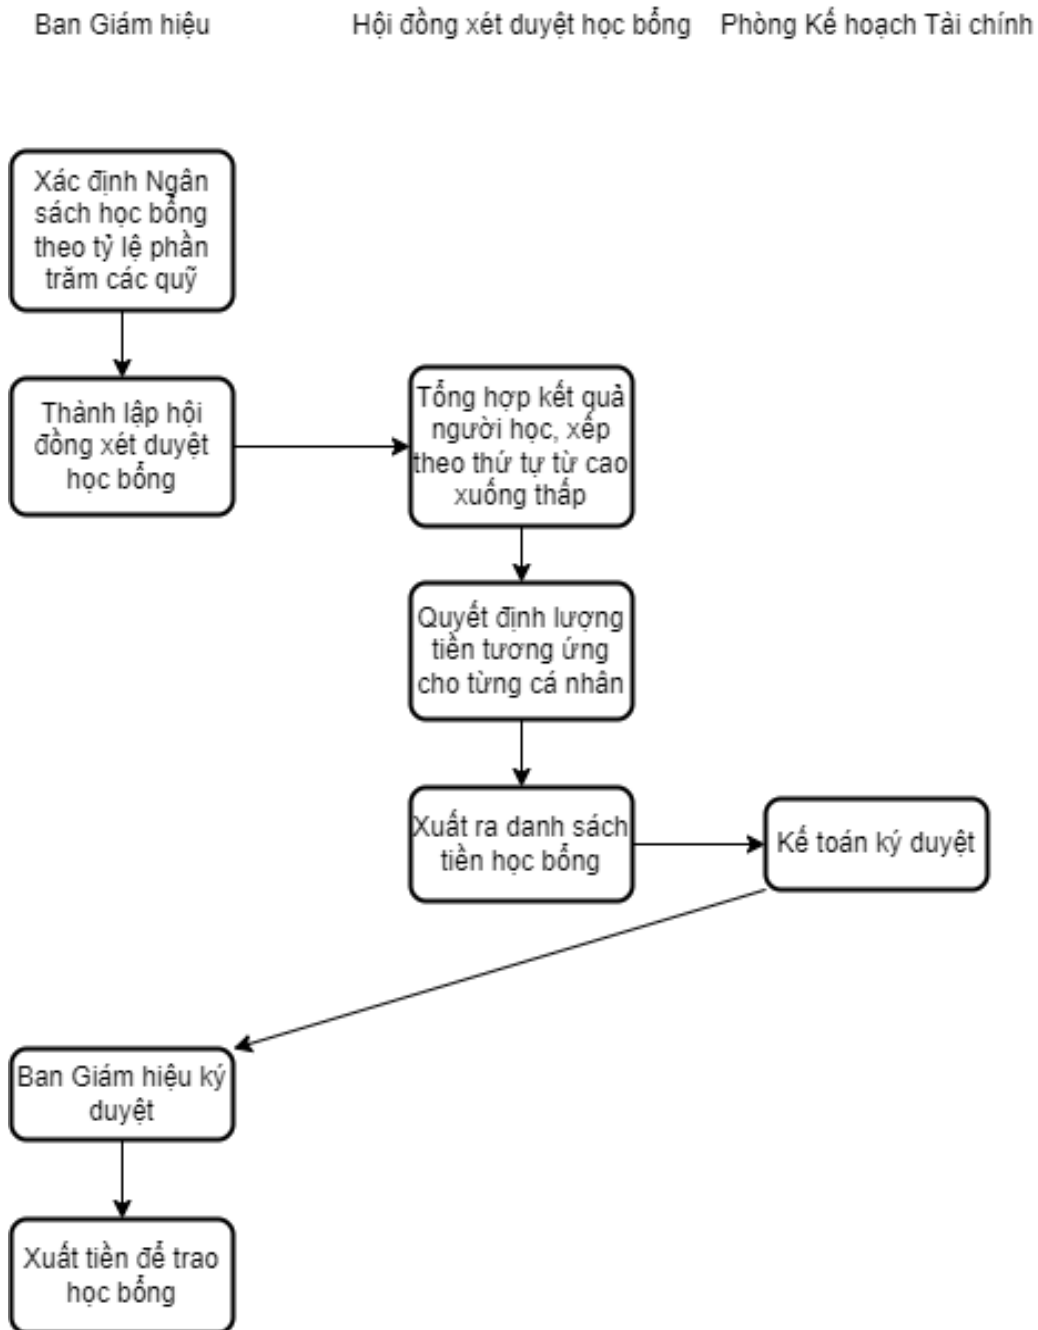 Ban Giám hiệu
Hội đồng xét duyệt học bổng
Phòng Kế hoạch Tài chính
Xác định Ngân
sách học bổng
theo tỷ lệ phần
trăm các quỹ
Thành lập hội
đồng xét duyệt
học bổng
Tổng hợp kết quả
người học, xếp
theo thứ tự từ cao
xuống thấp
Quyết định lượng
tiền tương ứng
cho từng cá nhân
Xuất ra danh sách
tiền học bổng
Kế toán ký duyệt
Ban Giám hiệu ký
duyệt
Xuất tiền để trao
học bổng